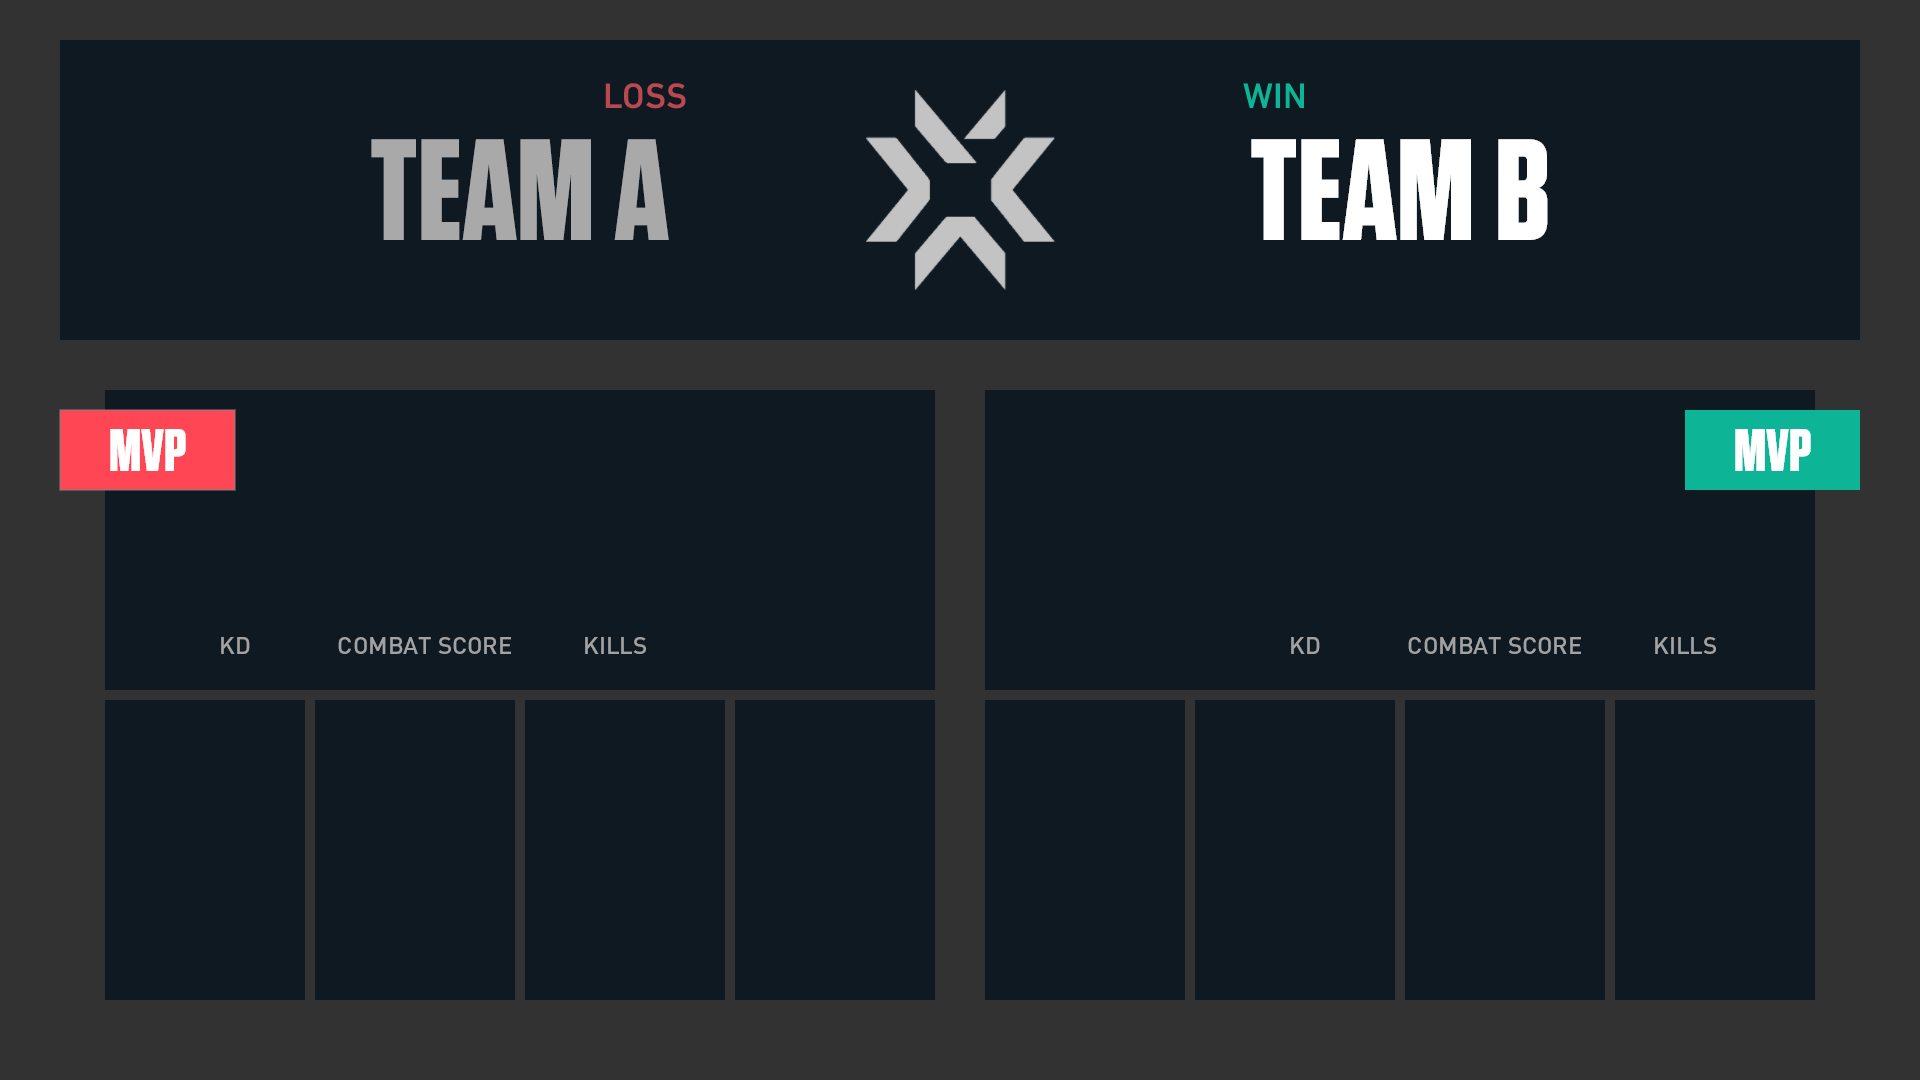 LOSS
TEAM A
WIN
TEAM B
MVP
KD COMBAT SCORE KILLS
MVP
KD COMBAT SCORE KILLS